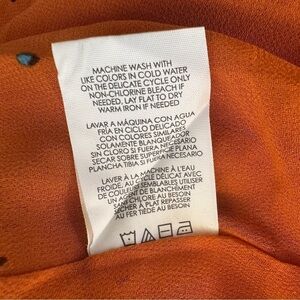 MACHINE WASH WITH
LIKE COLORS IN COLD WATER
ON THE DELICATE CYCLE ONLY
NON-CHLORINE BLEACH IF
NEEDED, LAY FLAT TO DRY
WARM IRON IF NEEDED
LAVAR A MÁQUINA CON AGUA
FRÍA EN CICLO DELICADO
CON COLORES SIMILARES
SOLAMENTE BLANQUEADOR
SIN CLORO SI FUERA NECESARIO
SECAR SOBRE SUPERFICIE PLANA
PLANCHA TIBIA SI FUERA NECESARIO
LAVER À LA MACHINE À L'EAU
FROIDE, AU CYCLE DÉLICAT AVEC
DE COULEUR SEMBLABLES UTILISER
UN AGENT DE BLANCHIMENT
SANS CHLORE AU BESOIN
SÉCHER À PLAT REPASSER
AU FER TIÈDE AU BESOIN